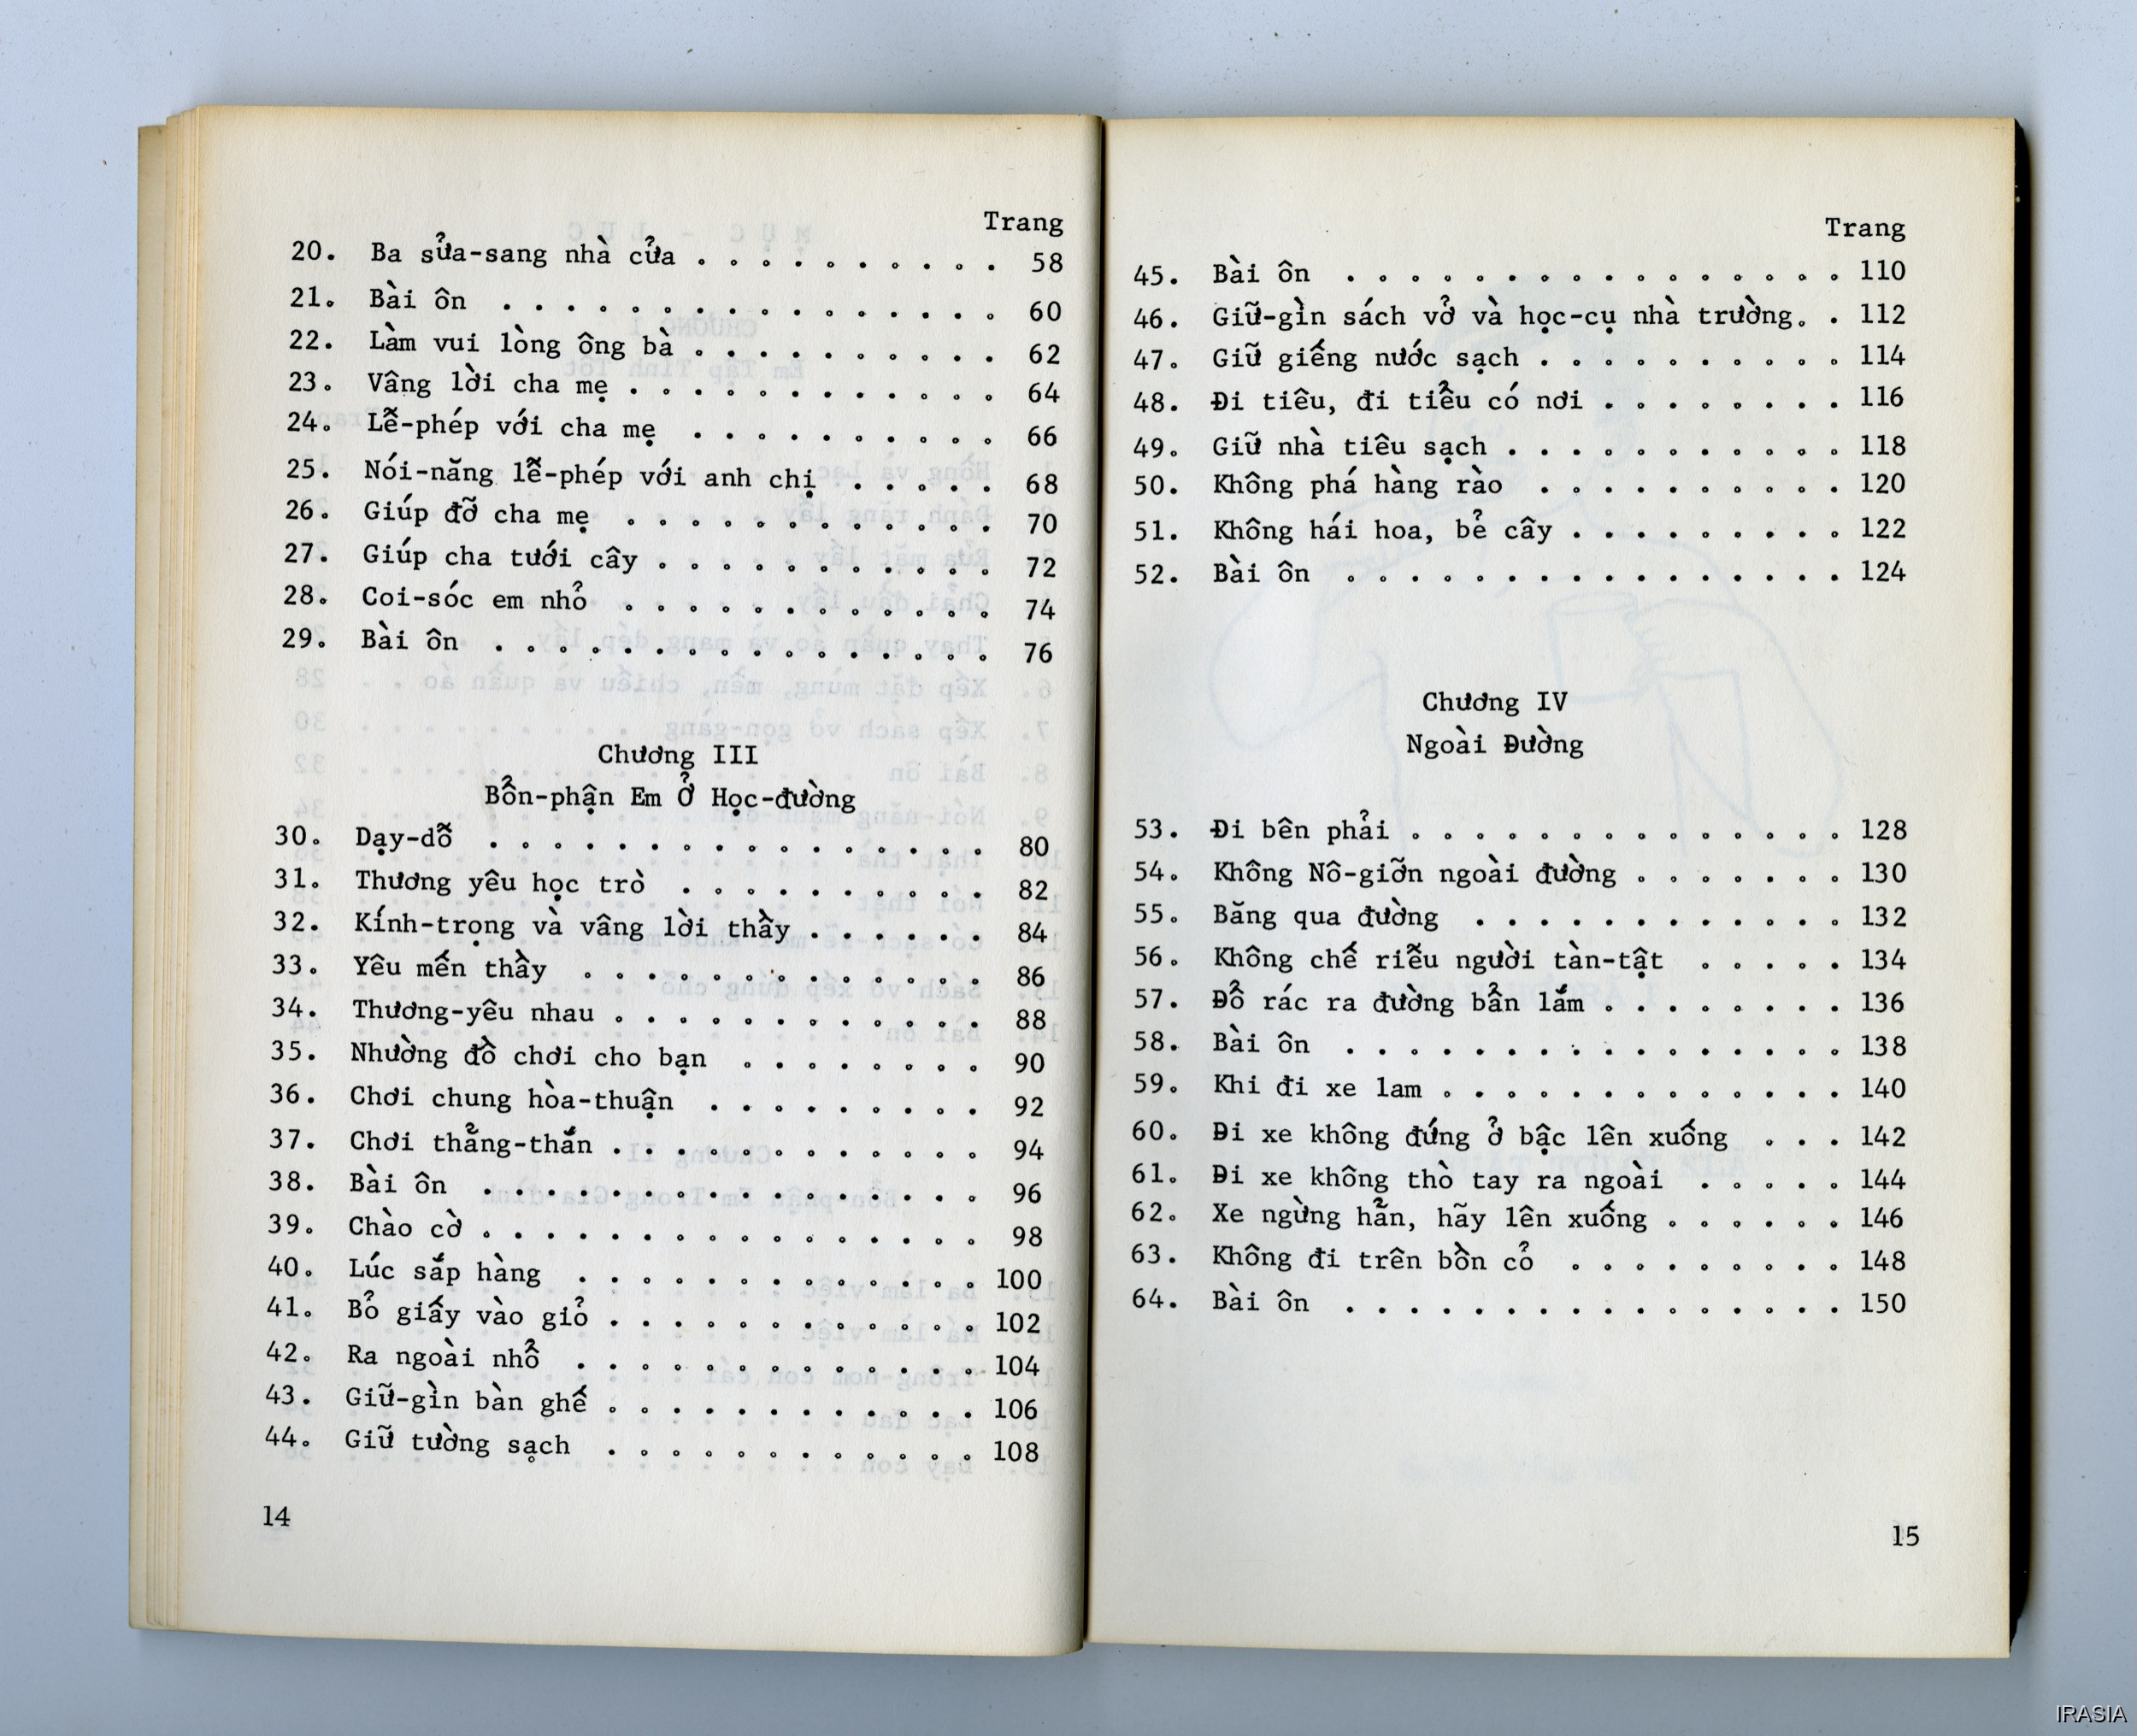 Trang
20. Ba sửa-sang nhà cửa . . . . . . . . . . 58
21. Bài ôn . . . . . . . . . . . . . . . . 60
22. Làm vui lòng ông bà . . . . . . . . . . 62
23. Vâng lời cha mẹ . . . . . . . . . . . . 64
24. Lễ-phép với cha mẹ . . . . . . . . . . 66
25. Nói-năng lễ-phép với anh chị . . . . . 68
26. Giúp đỡ cha mẹ . . . . . . . . . . . . 70
27. Giúp cha tưới cây . . . . . . . . . . . 72
28. Coi-sóc em nhỏ . . . . . . . . . . . . 74
29. Bài ôn . . . . . . . . . . . . . . . . 76
Chương III
Bổn-phận Em Ở Học-đường
30. Dạy-dỗ . . . . . . . . . . . . . . . . 80
31. Thương yêu học trò . . . . . . . . . . 82
32. Kính-trọng và vâng lời thầy . . . . . . 84
33. Yêu mến thầy . . . . . . . . . . . . . 86
34. Thương-yêu nhau . . . . . . . . . . . . 88
35. Nhường đồ chơi cho bạn . . . . . . . . 90
36. Chơi chung hòa-thuận . . . . . . . . . 92
37. Chơi thẳng-thắn . . . . . . . . . . . . 94
38. Bài ôn . . . . . . . . . . . . . . . . 96
39. Chào cờ . . . . . . . . . . . . . . . . 98
40. Lúc sắp hàng . . . . . . . . . . . . . 100
41. Bỏ giấy vào giỏ . . . . . . . . . . . . 102
42. Ra ngoài nhổ . . . . . . . . . . . . . 104
43. Giữ-gìn bàn ghế . . . . . . . . . . . . 106
44. Giữ tường sạch . . . . . . . . . . . . 108
14
Trang
45. Bài ôn . . . . . . . . . . . . . . . . 110
46. Giữ-gìn sách vở và học-cụ nhà trường. . 112
47. Giữ giếng nước sạch . . . . . . . . . . 114
48. Đi tiêu, đi tiểu có nơi . . . . . . . . 116
49. Giữ nhà tiêu sạch . . . . . . . . . . . 118
50. Không phá hàng rào . . . . . . . . . . 120
51. Không hái hoa, bẻ cây . . . . . . . . . 122
52. Bài ôn . . . . . . . . . . . . . . . . 124
Chương IV
Ngoài Đường
53. Đi bên phải . . . . . . . . . . . . . . 128
54. Không Nô-giỡn ngoài đường . . . . . . . 130
55. Băng qua đường . . . . . . . . . . . . 132
56. Không chế riễu người tàn-tật . . . . . 134
57. Đổ rác ra đường bẩn lắm . . . . . . . . 136
58. Bài ôn . . . . . . . . . . . . . . . . 138
59. Khi đi xe lam . . . . . . . . . . . . . 140
60. Đi xe không đứng ở bậc lên xuống . . . 142
61. Đi xe không thò tay ra ngoài . . . . . 144
62. Xe ngừng hẳn, hãy lên xuống . . . . . . 146
63. Không đi trên bồn cỏ . . . . . . . . . 148
64. Bài ôn . . . . . . . . . . . . . . . . 150
15
IRASIA